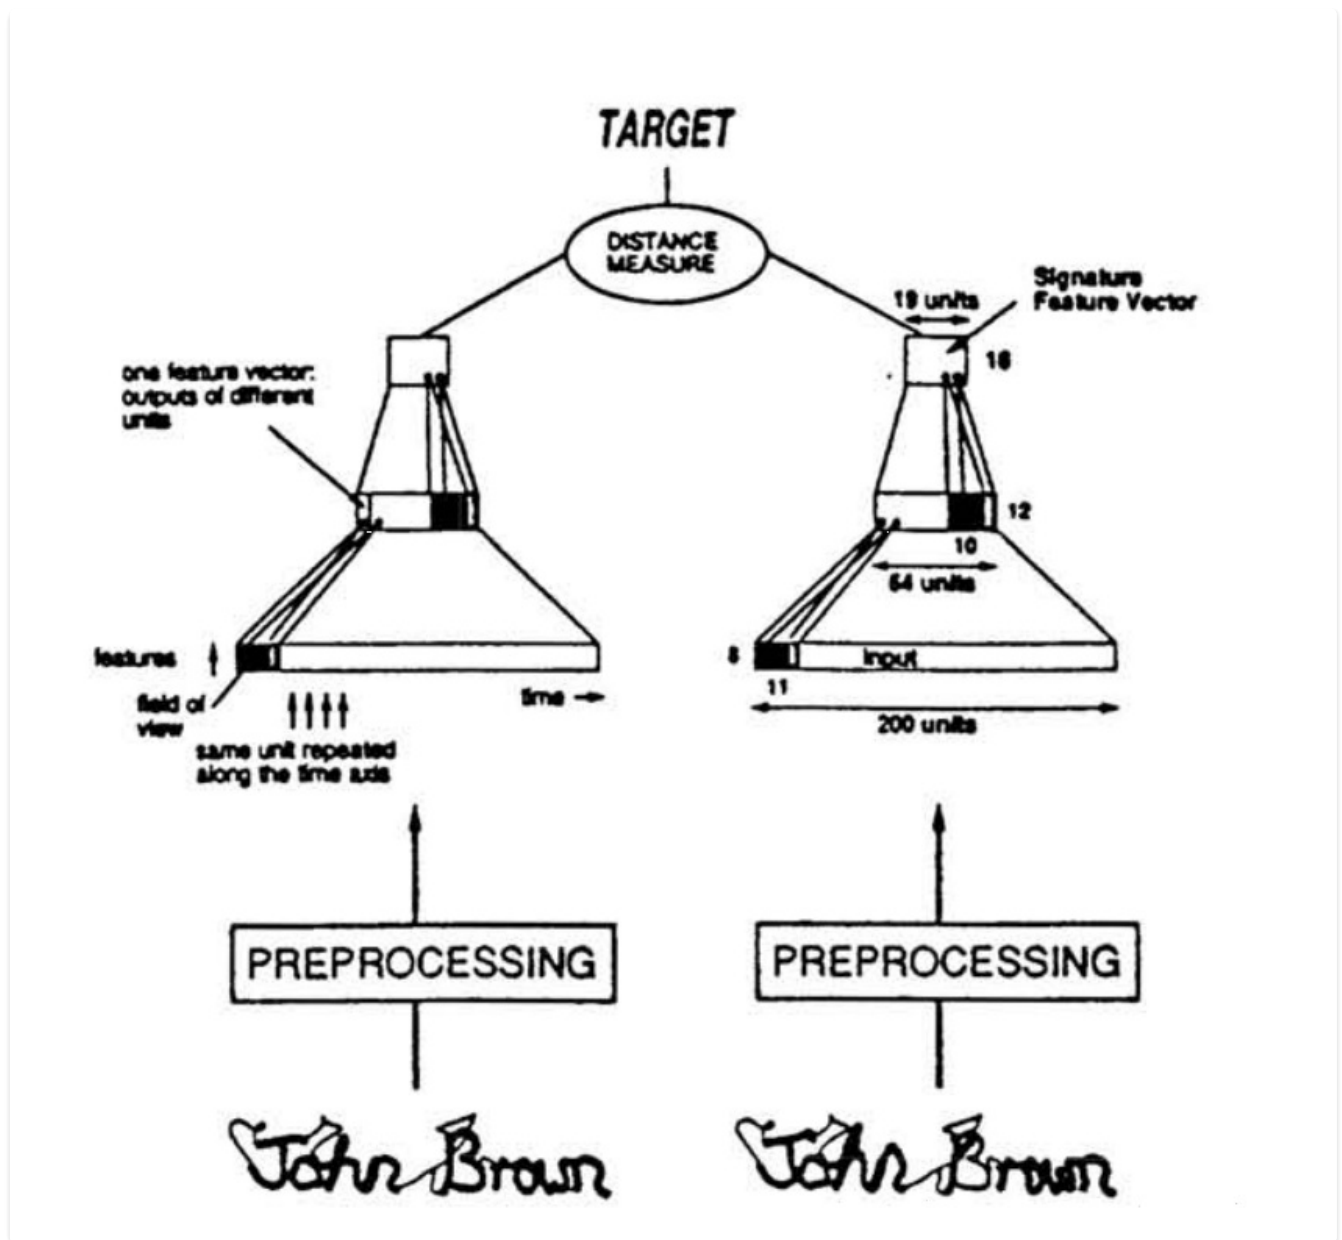 TARGET
DISTANCE
MEASURE
Signature
Feature Vector
19 units
16
one feature vector:
outputs of different
units
12
10
64 units
features
8
input
11
field of
view
time
200 units
same unit repeated
along the time axis
PREPROCESSING
PREPROCESSING
John Brown
John Brown